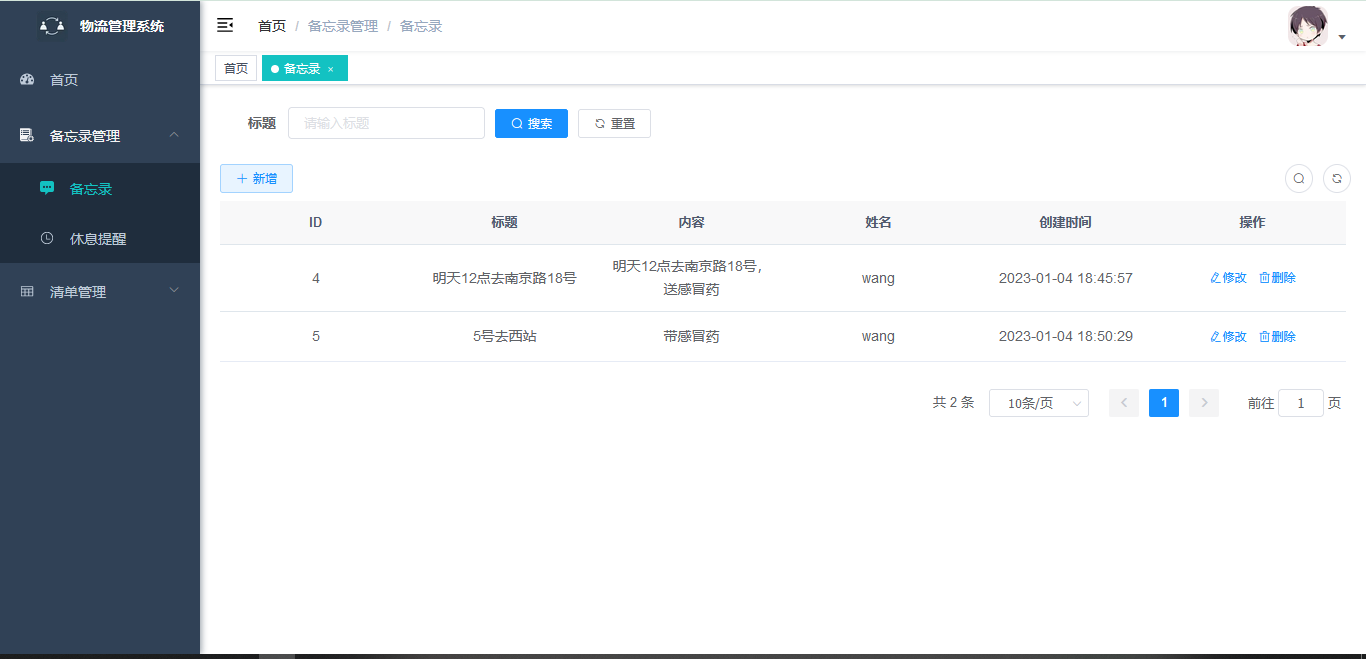 物流管理系统
首页
备忘录管理
备忘录
休息提醒
清单管理
首页 / 备忘录管理 / 备忘录
首页 备忘录 ×
标题 请输入标题 搜索 重置
新增
ID 标题 内容 姓名 创建时间 操作
4 明天12点去南京路18号 明天12点去南京路18号， wang 2023-01-04 18:45:57 修改 删除
送感冒药
5 5号去西站 带感冒药 wang 2023-01-04 18:50:29 修改 删除
共 2 条 10条/页 1 前往 1 页